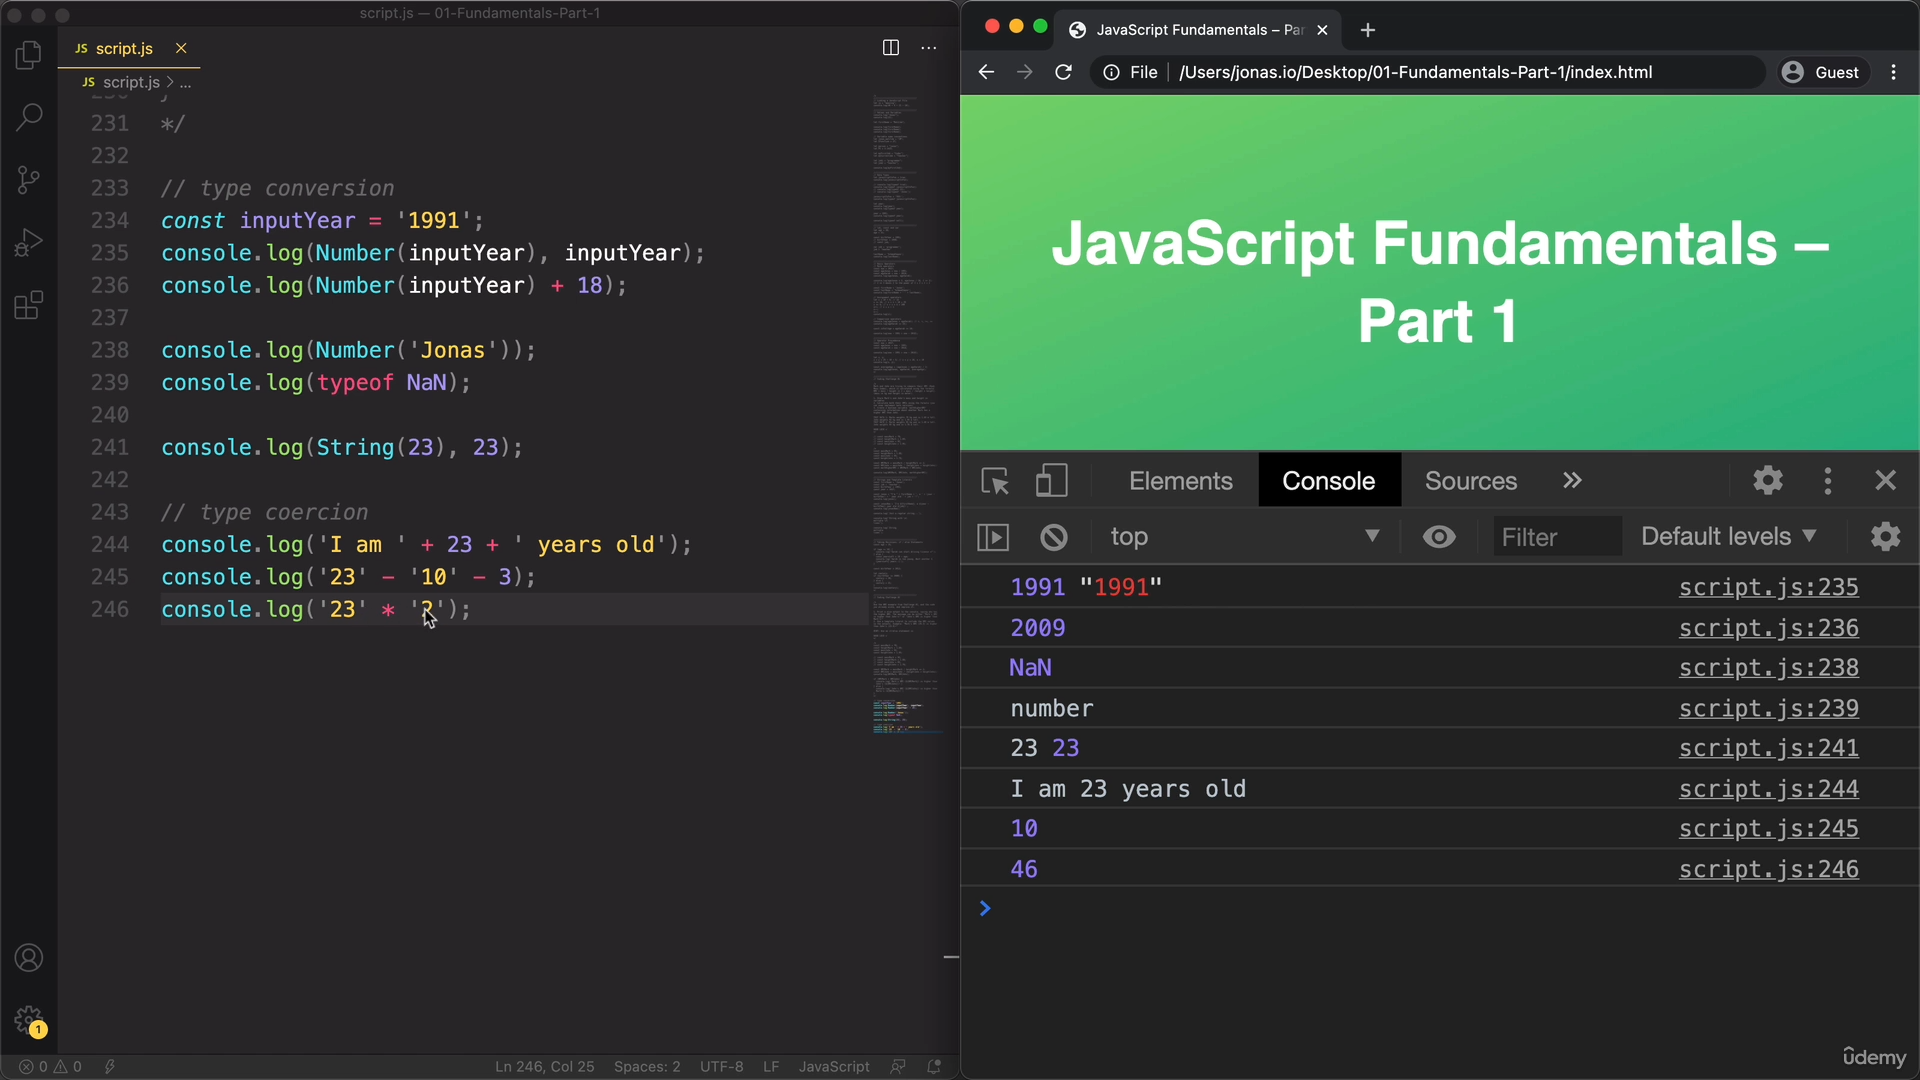 script.js — 01-Fundamentals-Part-1
JS script.js
JS script.js > ...
231 */
232
233 // type conversion
234 const inputYear = '1991';
235 console.log(Number(inputYear), inputYear);
236 console.log(Number(inputYear) + 18);
237
238 console.log(Number('Jonas'));
239 console.log(typeof NaN);
240
241 console.log(String(23), 23);
242
243 // type coercion
244 console.log('I am ' + 23 + ' years old');
245 console.log('23' - '10' - 3);
246 console.log('23' * '2');
1
0 0
Ln 246, Col 25 Spaces: 2 UTF-8 LF JavaScript
JavaScript Fundamentals – Par
File /Users/jonas.io/Desktop/01-Fundamentals-Part-1/index.html Guest
JavaScript Fundamentals –
Part 1
Elements Console Sources »
top Filter Default levels
1991 "1991" script.js:235
2009 script.js:236
NaN script.js:238
number script.js:239
23 23 script.js:241
I am 23 years old script.js:244
10 script.js:245
46 script.js:246
>
ûdemy